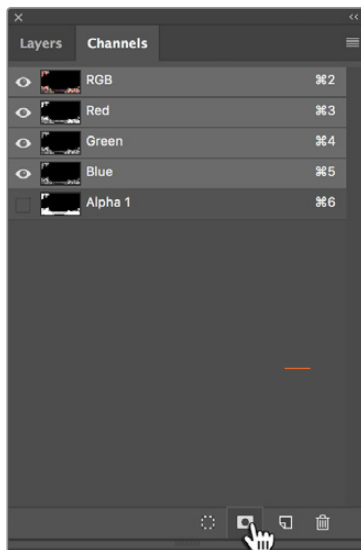 Layers Channels
RGB ⌘2
Red ⌘3
Green ⌘4
Blue ⌘5
Alpha 1 ⌘6